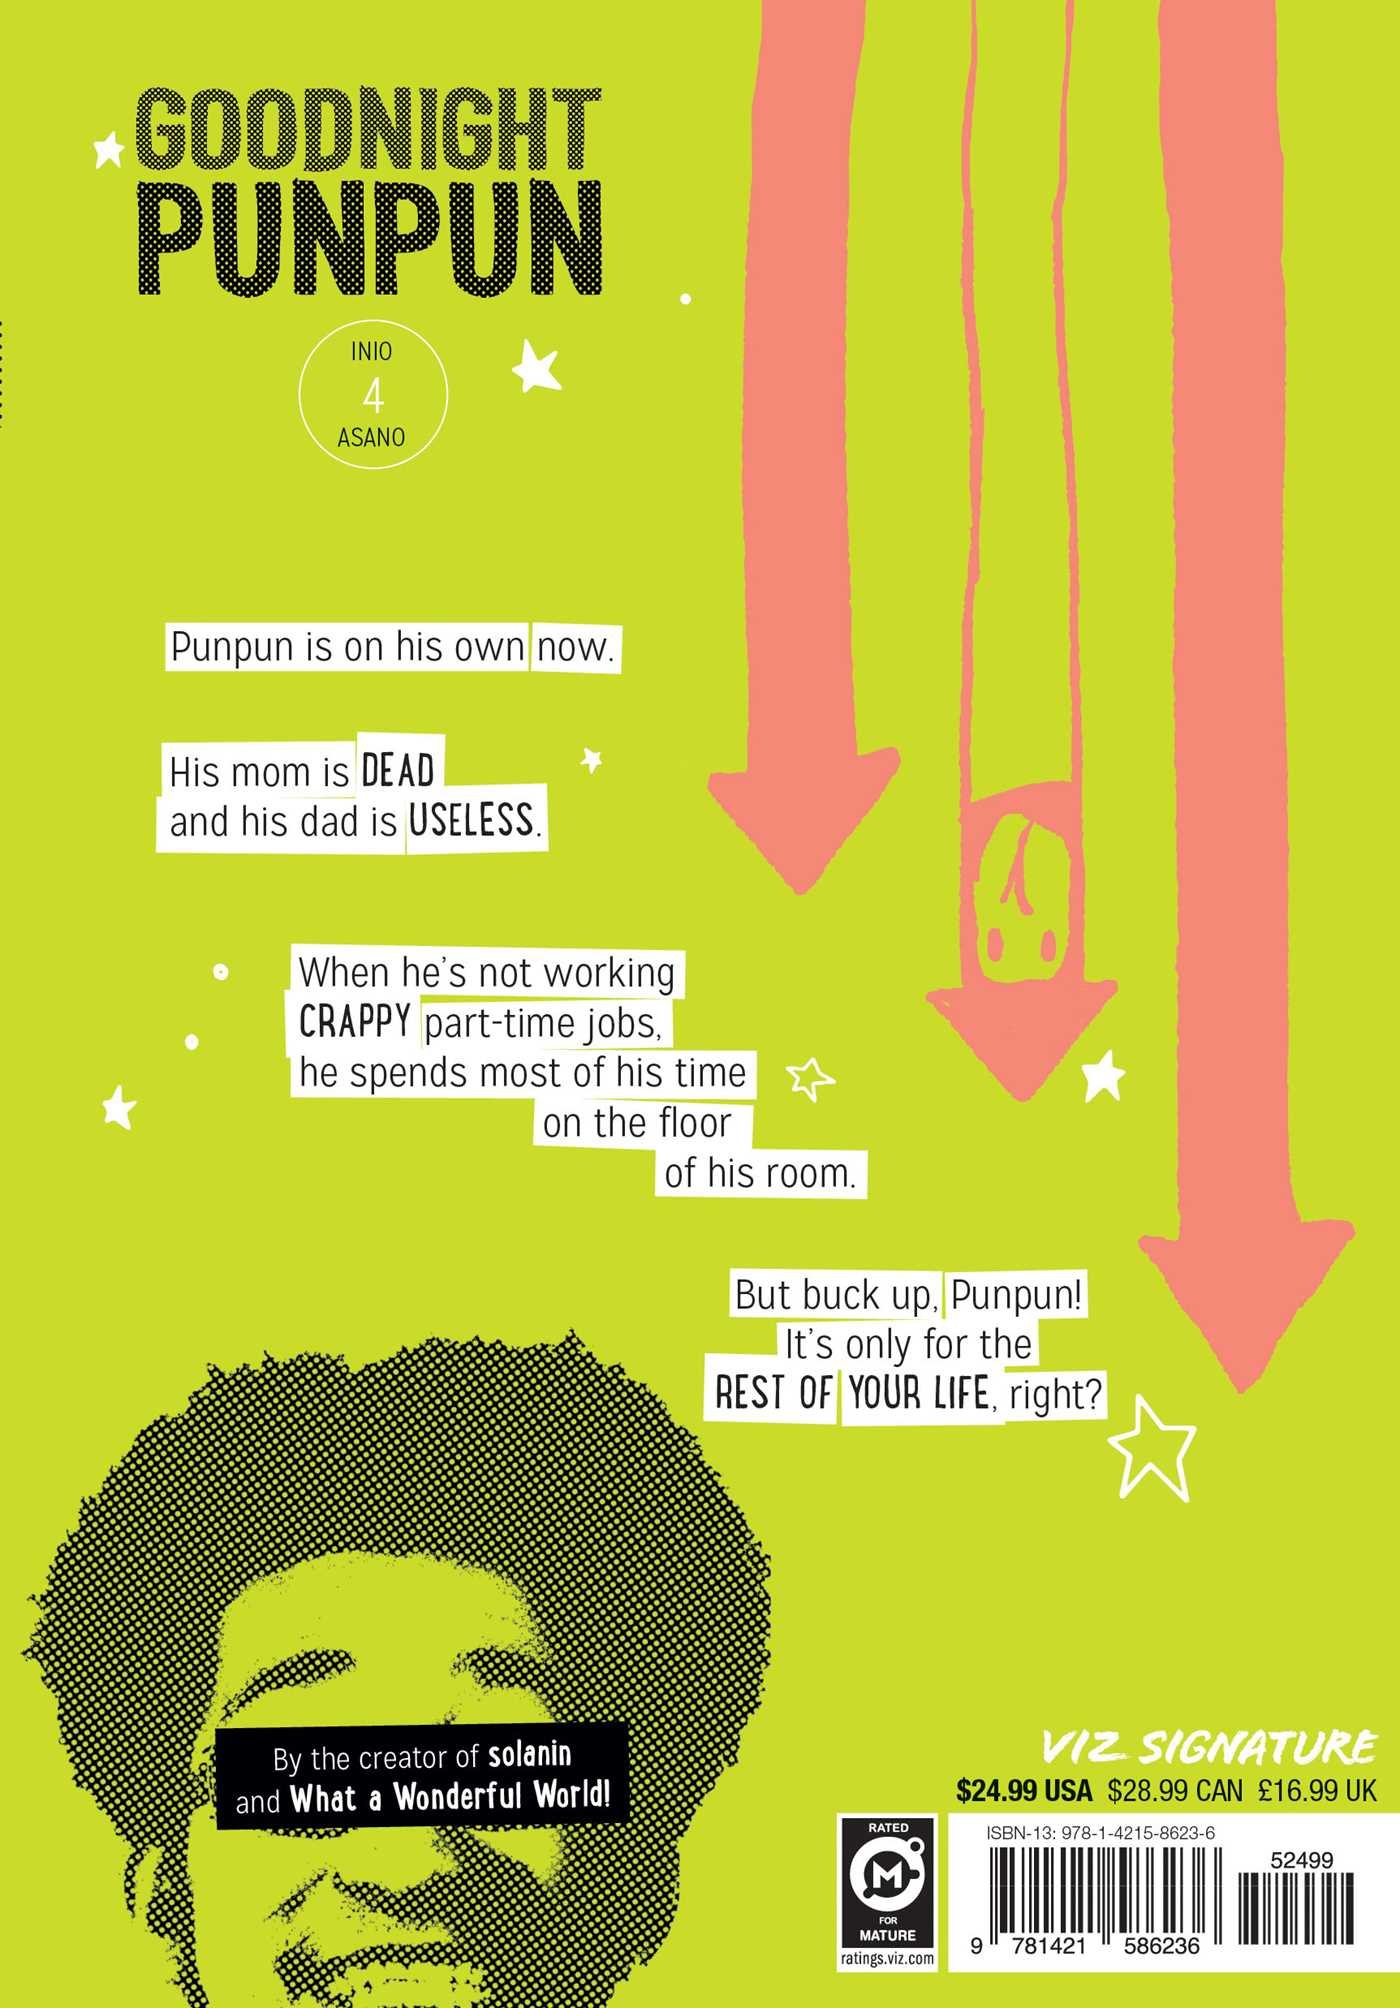 GOODNIGHT
PUNPUN
INIO
4
ASANO
Punpun is on his own now.
His mom is DEAD
and his dad is USELESS.
When he's not working
CRAPPY part-time jobs,
he spends most of his time
on the floor
of his room.
But buck up, Punpun!
It's only for the
REST OF YOUR LIFE, right?
By the creator of solanin
and What a Wonderful World!
VIZ SIGNATURE
$24.99 USA $28.99 CAN £16.99 UK
RATED
M
FOR
MATURE
ratings.viz.com
ISBN-13: 978-1-4215-8623-6
52499
9 781421 586236